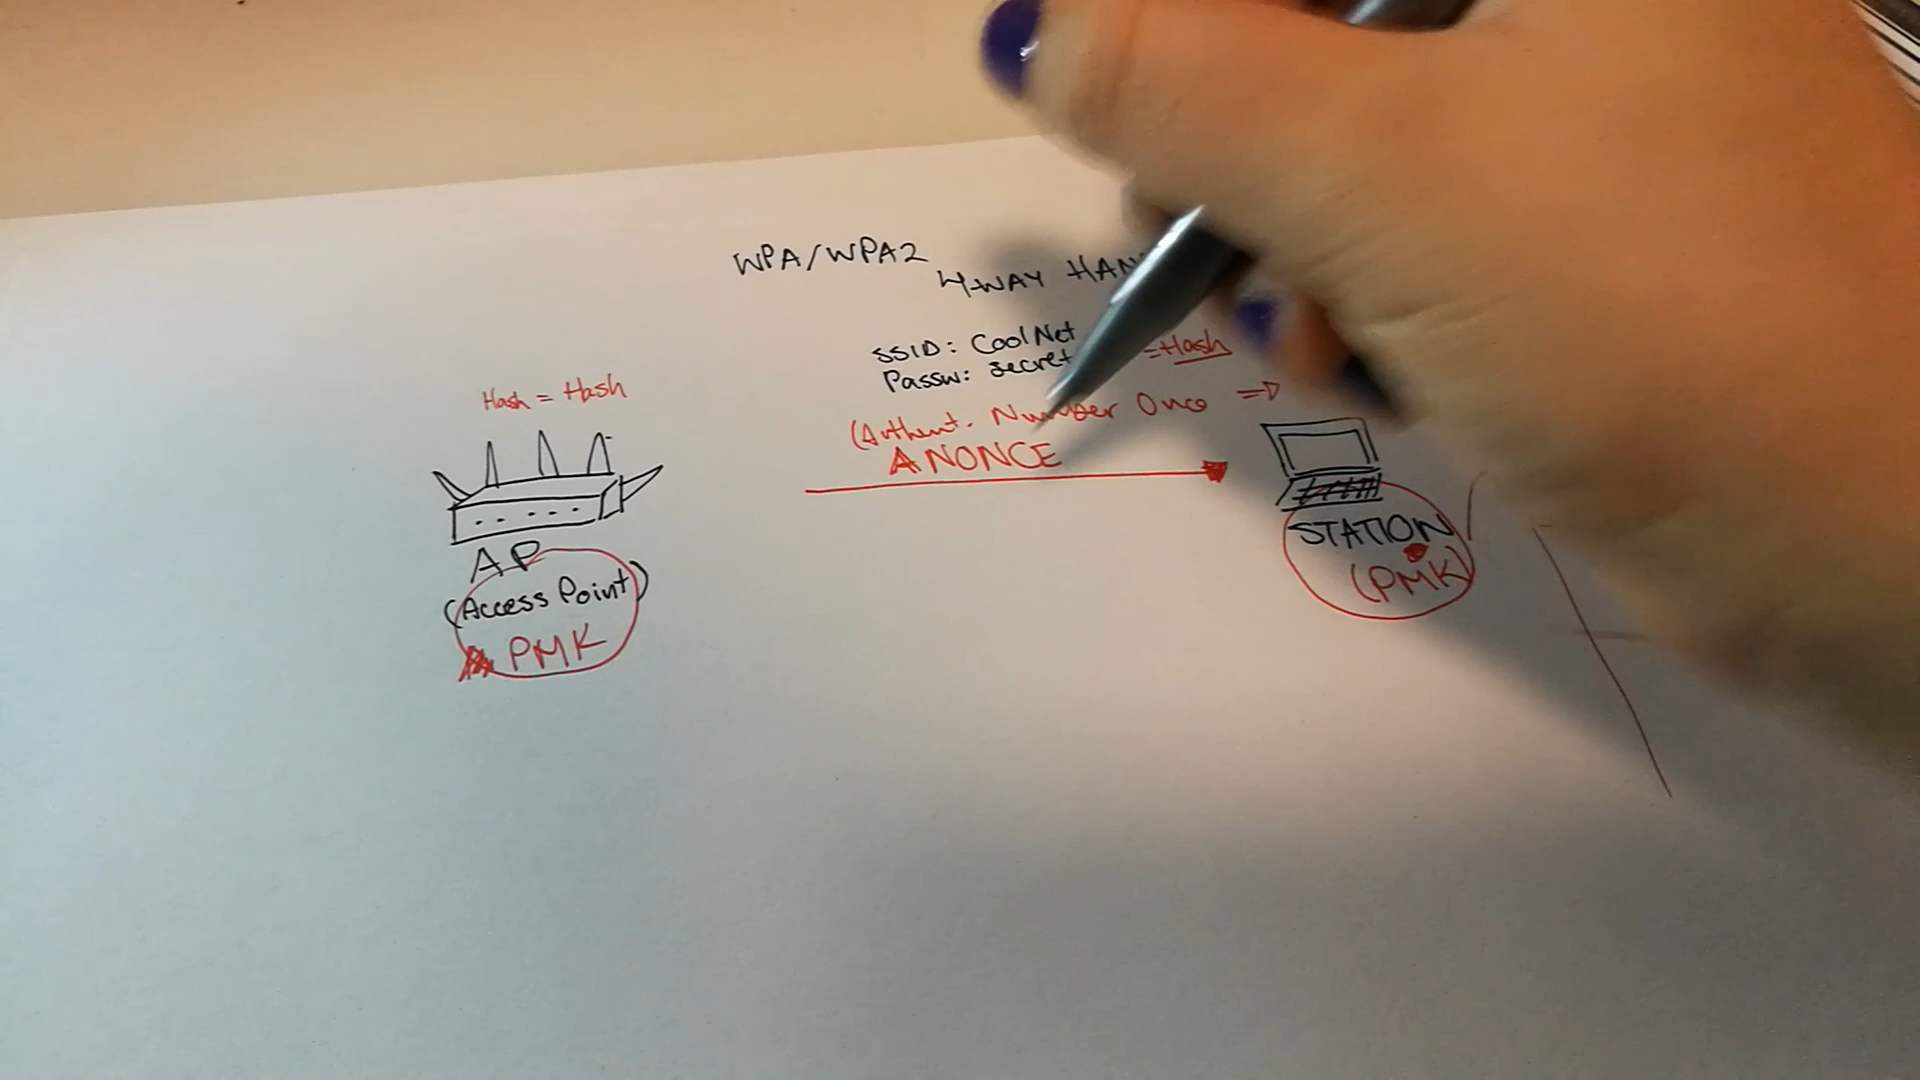 WPA/WPA2
4-WAY HAN
SSID: CoolNet
Passw: secret =Hash
Hash = Hash
(Authent. Number Once
ANONCE
AP
(Access Point)
PMK
STATION
(PMK)